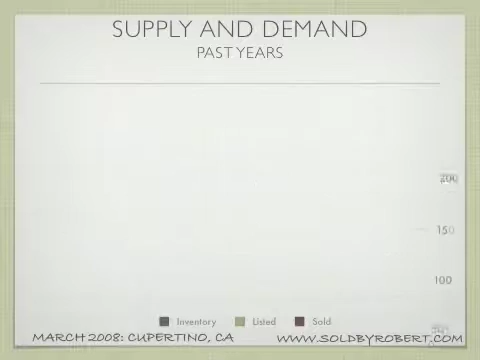 SUPPLY AND DEMAND
PAST YEARS
200
150
100
Inventory Listed Sold
MARCH 2008: CUPERTINO, CA WWW.SOLDBYROBERT.COM